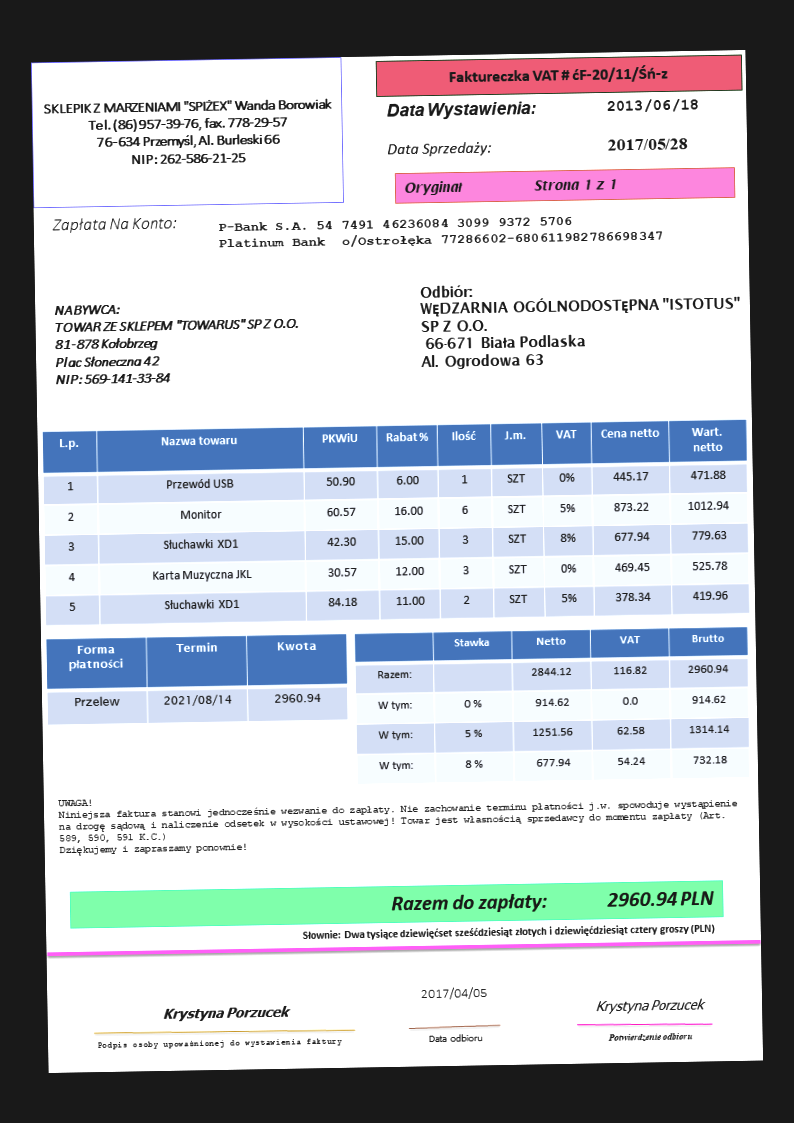 Faktureczka VAT # ćF-20/11/Śń-z
SKLEPIK Z MARZENIAMI "SPIŻEX" Wanda Borowiak
Tel. (86) 957-39-76, fax. 778-29-57
76-634 Przemyśl, Al. Burleski 66
NIP: 262-586-21-25
Data Wystawienia: 2013/06/18
Data Sprzedaży: 2017/05/28
Oryginał Strona 1 z 1
Zapłata Na Konto:
P-Bank S.A. 54 7491 46236084 3099 9372 5706
Platinum Bank o/Ostrołęka 77286602-680611982786698347
NABYWCA:
TOWAR ZE SKLEPEM "TOWARUS" SP Z O.O.
81-878 Kołobrzeg
Plac Słoneczna 42
NIP: 569-141-33-84
Odbiór:
WĘDZARNIA OGÓLNODOSTĘPNA "ISTOTUS"
SP Z O.O.
66-671 Biała Podlaska
Al. Ogrodowa 63
L.p. Nazwa towaru PKWiU Rabat % Ilość J.m. VAT Cena netto Wart. netto
1 Przewód USB 50.90 6.00 1 SZT 0% 445.17 471.88
2 Monitor 60.57 16.00 6 SZT 5% 873.22 1012.94
3 Słuchawki XD1 42.30 15.00 3 SZT 8% 677.94 779.63
4 Karta Muzyczna JKL 30.57 12.00 3 SZT 0% 469.45 525.78
5 Słuchawki XD1 84.18 11.00 2 SZT 5% 378.34 419.96
Forma płatności Termin Kwota
Przelew 2021/08/14 2960.94
Stawka Netto VAT Brutto
Razem: 2844.12 116.82 2960.94
W tym: 0 % 914.62 0.0 914.62
W tym: 5 % 1251.56 62.58 1314.14
W tym: 8 % 677.94 54.24 732.18
UWAGA!
Niniejsza faktura stanowi jednocześnie wezwanie do zapłaty. Nie zachowanie terminu płatności j.w. spowoduje wystąpienie
na drogę sądową i naliczenie odsetek w wysokości ustawowej! Towar jest własnością sprzedawcy do momentu zapłaty (Art.
589, 590, 591 K.C.)
Dziękujemy i zapraszamy ponownie!
Razem do zapłaty: 2960.94 PLN
Słownie: Dwa tysiące dziewięćset sześćdziesiąt złotych i dziewięćdziesiąt cztery groszy (PLN)
Krystyna Porzucek
Podpis osoby upoważnionej do wystawienia faktury
2017/04/05
Data odbioru
Krystyna Porzucek
Potwierdzenie odbioru